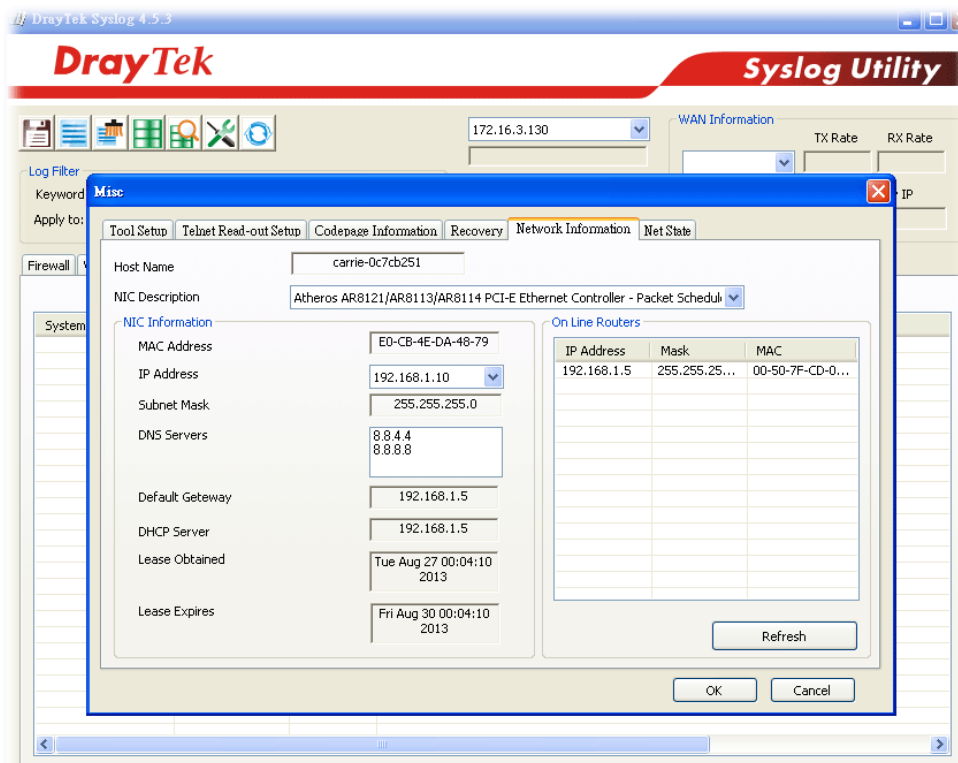 DrayTek Syslog 4.5.3
DrayTek
Syslog Utility
172.16.3.130
WAN Information
TX Rate RX Rate
Log Filter
Keyword
IP
Apply to:
Misc
Tool Setup Telnet Read-out Setup Codepage Information Recovery Network Information Net State
Firewall
System
Host Name carrie-0c7cb251
NIC Description Atheros AR8121/AR8113/AR8114 PCI-E Ethernet Controller - Packet Schedul
NIC Information
MAC Address E0-CB-4E-DA-48-79
IP Address 192.168.1.10
Subnet Mask 255.255.255.0
DNS Servers 8.8.4.4
8.8.8.8
Default Geteway 192.168.1.5
DHCP Server 192.168.1.5
Lease Obtained Tue Aug 27 00:04:10
2013
Lease Expires Fri Aug 30 00:04:10
2013
On Line Routers
IP Address Mask MAC
192.168.1.5 255.255.25... 00-50-7F-CD-0...
Refresh
OK Cancel